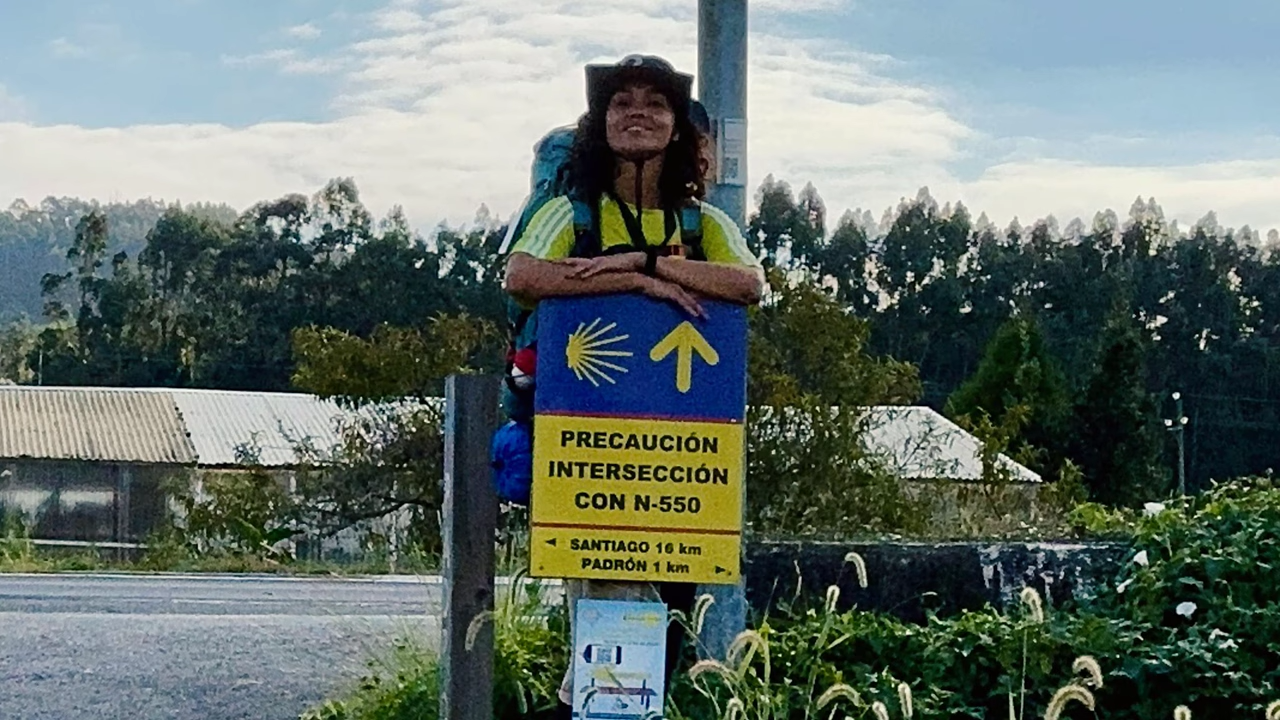 PRECAUCIÓN
INTERSECCIÓN
CON N-550
SANTIAGO 16 km
PADRÓN 1 km